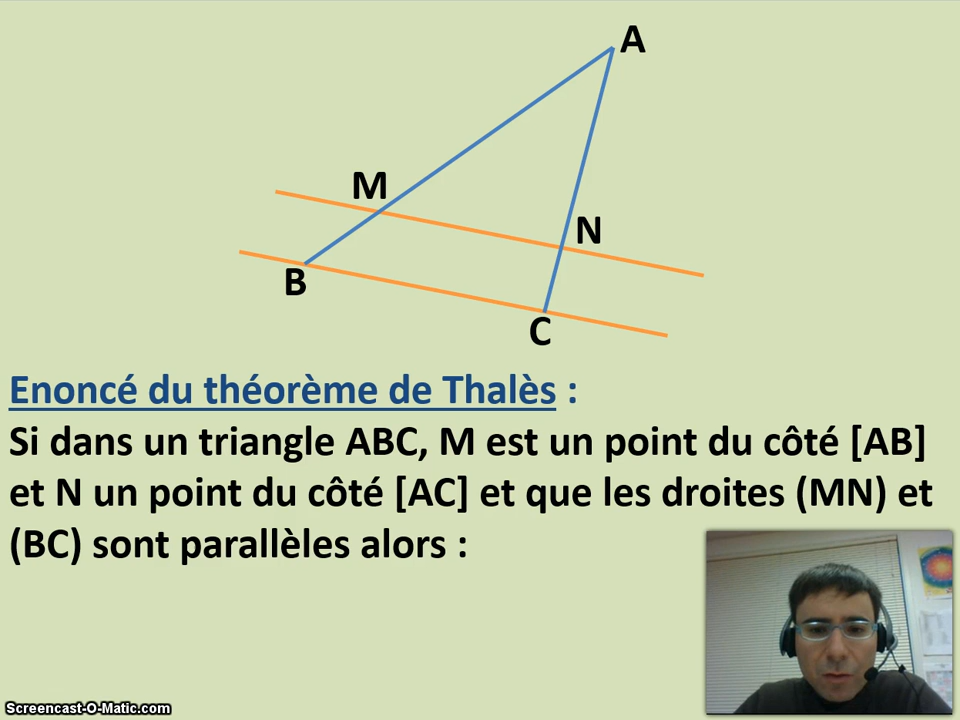 A
M
N
B
C
Enoncé du théorème de Thalès :
Si dans un triangle ABC, M est un point du côté [AB]
et N un point du côté [AC] et que les droites (MN) et
(BC) sont parallèles alors :
Screencast-O-Matic.com